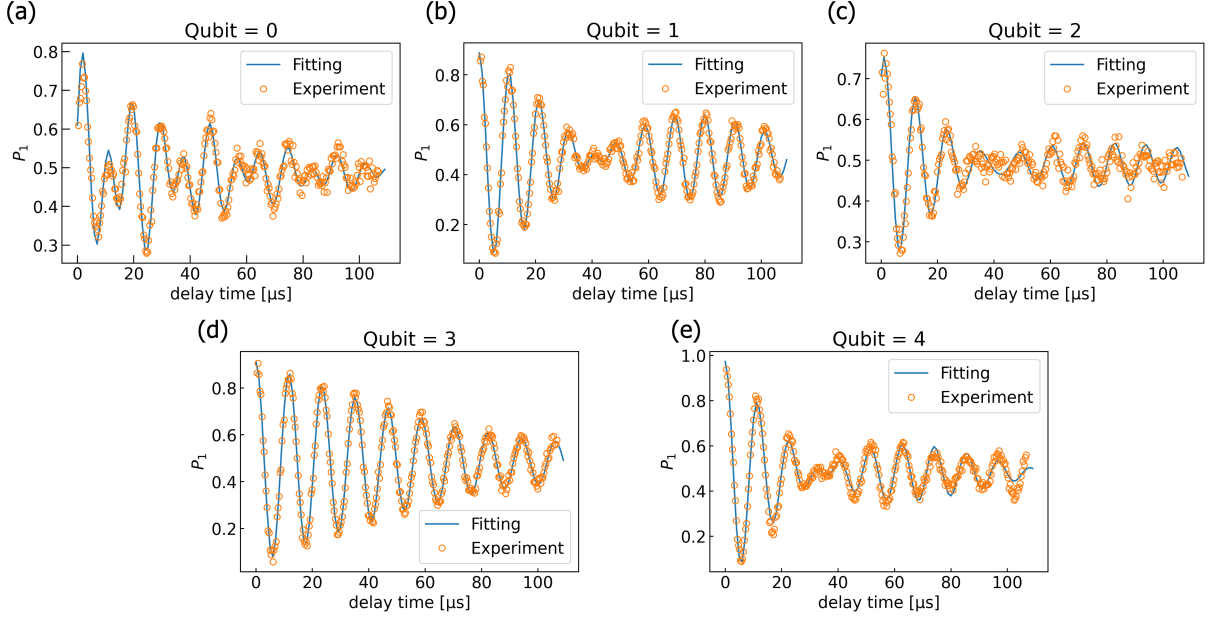 (a)
Qubit = 0
Fitting
Experiment
P1
0.8
0.7
0.6
0.5
0.4
0.3
0 20 40 60 80 100
delay time [μs]
(b)
Qubit = 1
Fitting
Experiment
P1
0.8
0.6
0.4
0.2
0 20 40 60 80 100
delay time [μs]
(c)
Qubit = 2
Fitting
Experiment
P1
0.7
0.6
0.5
0.4
0.3
0 20 40 60 80 100
delay time [μs]
(d)
Qubit = 3
P1
0.8
0.6
0.4
0.2
Fitting
Experiment
0 20 40 60 80 100
delay time [μs]
(e)
Qubit = 4
Fitting
Experiment
P1
1.0
0.8
0.6
0.4
0.2
0 20 40 60 80 100
delay time [μs]